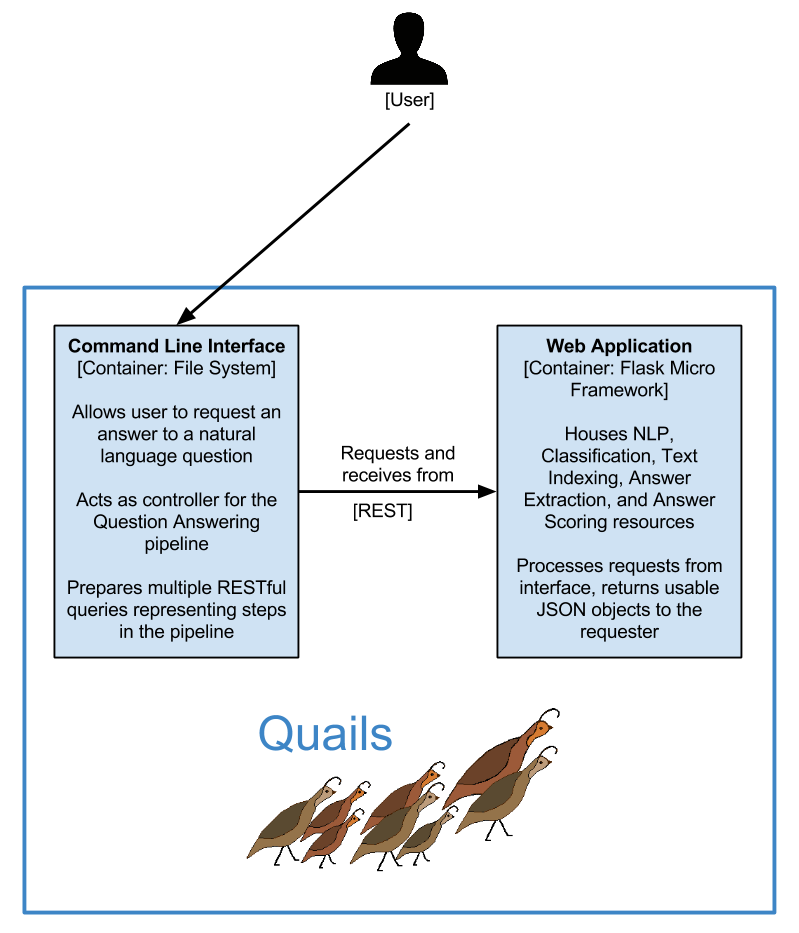 [User]
Command Line Interface
[Container: File System]
Allows user to request an
answer to a natural
language question
Acts as controller for the
Question Answering
pipeline
Prepares multiple RESTful
queries representing steps
in the pipeline
Requests and
receives from
[REST]
Web Application
[Container: Flask Micro
Framework]
Houses NLP,
Classification, Text
Indexing, Answer
Extraction, and Answer
Scoring resources
Processes requests from
interface, returns usable
JSON objects to the
requester
Quails